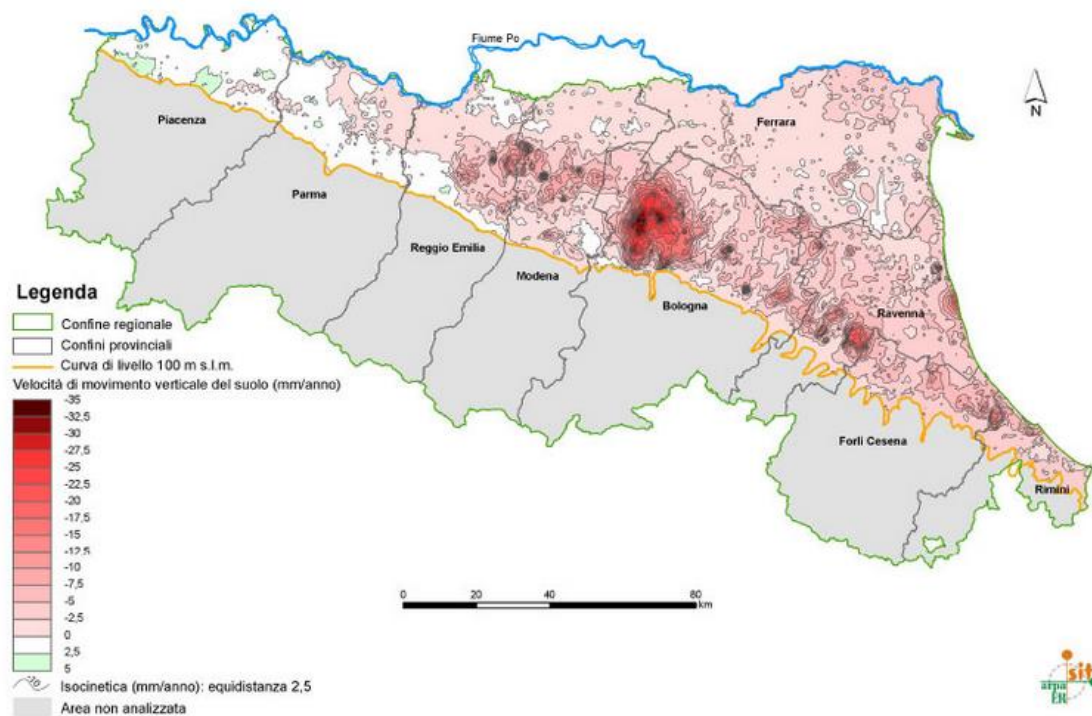 Fiume Po
N
Piacenza
Ferrara
Parma
Reggio Emilia
Modena
Bologna
Ravenna
Forlì Cesena
Rimini
Legenda
Confine regionale
Confini provinciali
Curva di livello 100 m s.l.m.
Velocità di movimento verticale del suolo (mm/anno)
-35
-32,5
-30
-27,5
-25
-22,5
-20
-17,5
-15
-12,5
-10
-7,5
-5
-2,5
0
2,5
5
Isocinetica (mm/anno): equidistanza 2,5
Area non analizzata
0 20 40 80
km
sit
arpa
ER